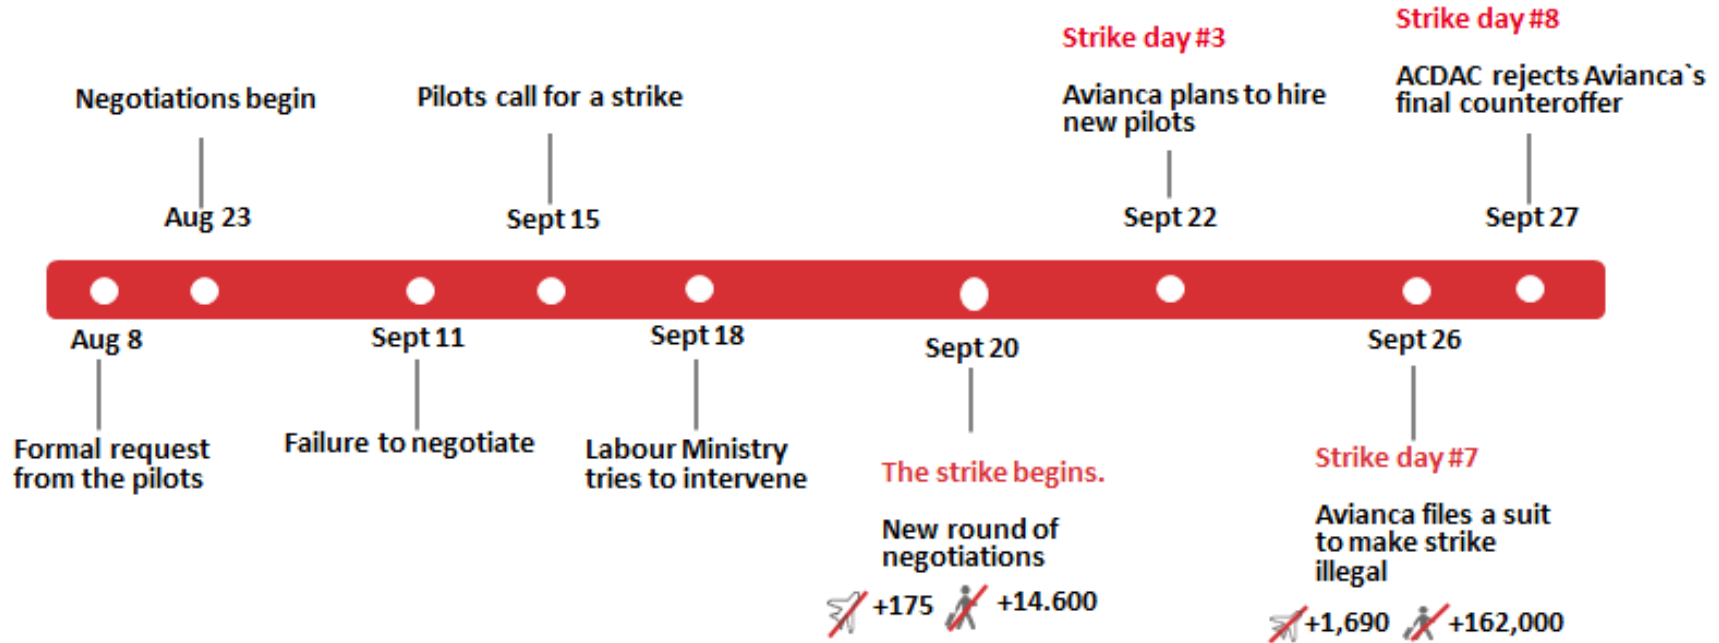 Negotiations begin
Aug 23
Pilots call for a strike
Sept 15
Strike day #3
Avianca plans to hire
new pilots
Sept 22
Strike day #8
ACDAC rejects Avianca`s
final counteroffer
Sept 27
Aug 8
Formal request
from the pilots
Sept 11
Failure to negotiate
Sept 18
Labour Ministry
tries to intervene
Sept 20
The strike begins.
New round of
negotiations
+175 +14.600
Sept 26
Strike day #7
Avianca files a suit
to make strike
illegal
+1,690 +162,000